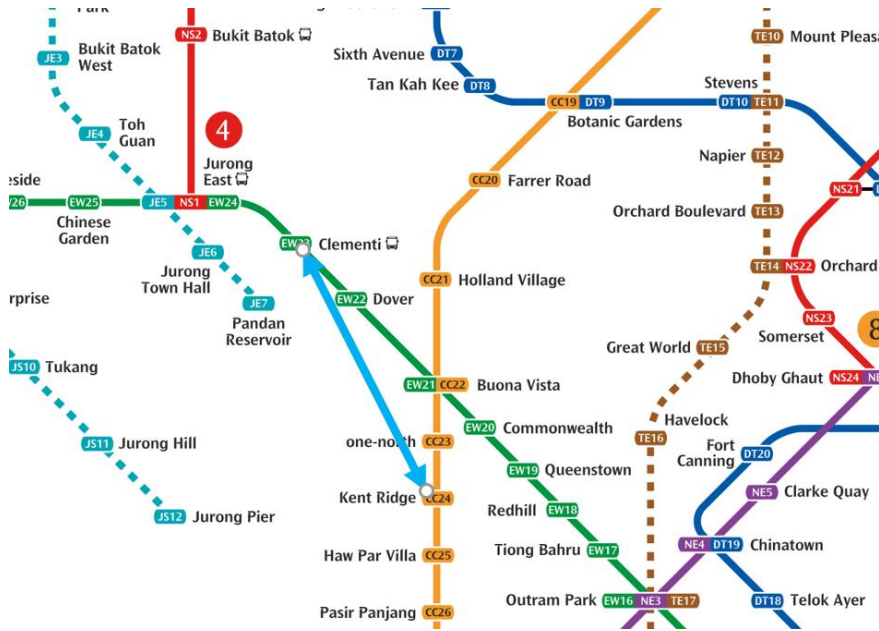 Park
JE3
Bukit Batok
West
NS2
Bukit Batok
JE4
Toh
Guan
4
Jurong
East
EW25
Chinese
Garden
JE5
NS1
EW24
JE6
Jurong
Town Hall
JE7
Pandan
Reservoir
Clementi
EW22
Dover
JS10
Tukang
JS11
Jurong Hill
JS12
Jurong Pier
Sixth Avenue
DT7
Tan Kah Kee
DT8
CC19
DT9
Botanic Gardens
Stevens
DT10
TE11
TE10
Mount
Napier
TE12
Orchard Boulevard
TE13
TE14
NS22
Orchard
NS21
NS23
Somerset
8
Dhoby Ghaut
NS24
NE
CC20
Farrer Road
CC21
Holland Village
EW21
CC22
Buona Vista
one-north
CC23
Kent Ridge
CC24
Haw Par Villa
CC25
Pasir Panjang
CC26
EW20
Commonwealth
EW19
Queenstown
Redhill
EW18
Tiong Bahru
EW17
Outram Park
EW16
NE3
TE17
Great World
TE15
Havelock
TE16
Fort
Canning
DT20
NE5
Clarke Quay
NE4
DT19
Chinatown
DT18
Telok Ayer